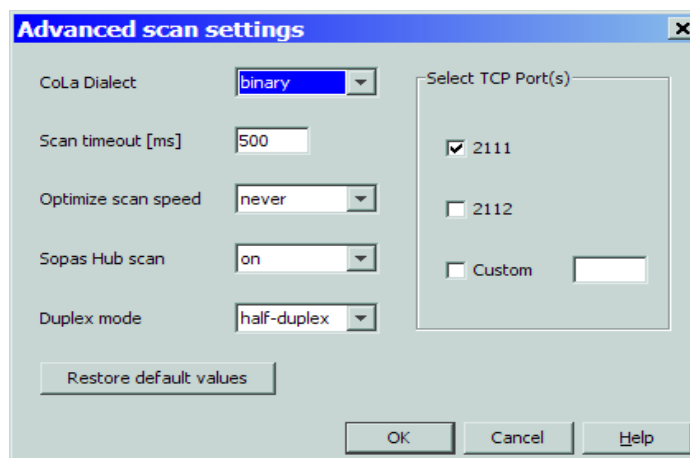 Advanced scan settings
CoLa Dialect
binary
Scan timeout [ms]
500
Optimize scan speed
never
Sopas Hub scan
on
Duplex mode
half-duplex
Restore default values
Select TCP Port(s)
2111
2112
Custom
OK
Cancel
Help